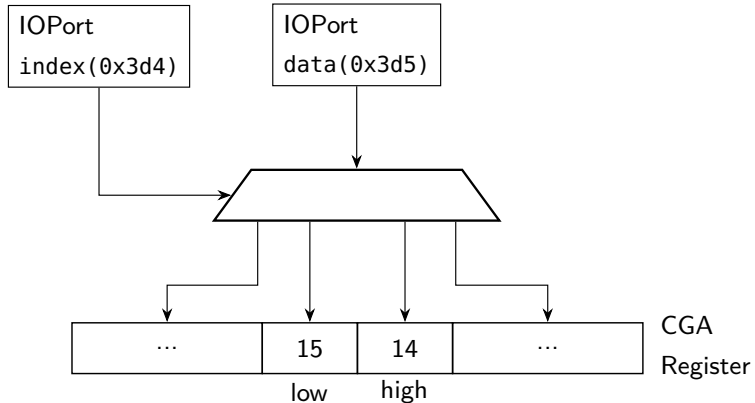 IOPort
index(0x3d4)
IOPort
data(0x3d5)
...
15
14
...
CGA
Register
low
high